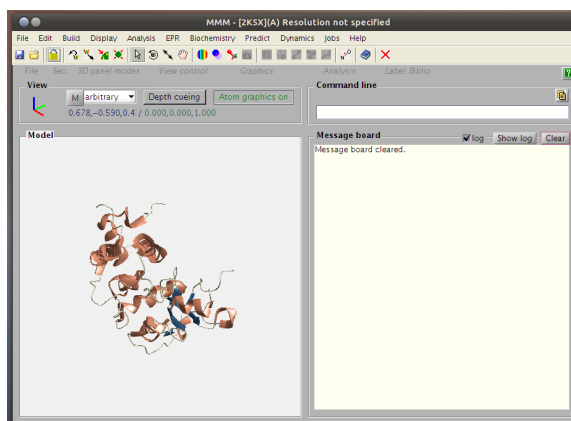 MMM - [2KSX](A) Resolution not specified
File Edit Build Display Analysis EPR Biochemistry Predict Dynamics Jobs Help
File Sec. 3D panel modes View control Graphics Analysis Label Biblio
View
M arbitrary Depth cueing Atom graphics on
0.678,−0.590,0.4 / 0.000,0.000,1.000
Command line
Model
Message board
log Show log Clear
Message board cleared.